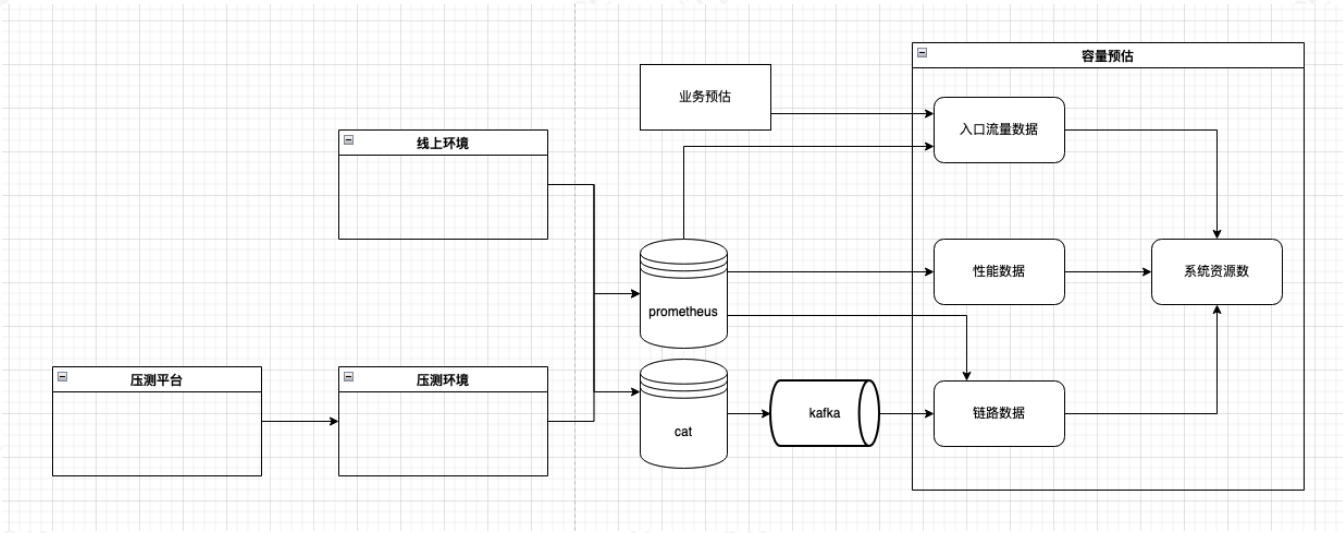 容量预估
业务预估
入口流量数据
线上环境
性能数据
系统资源数
prometheus
压测平台
压测环境
cat
kafka
链路数据